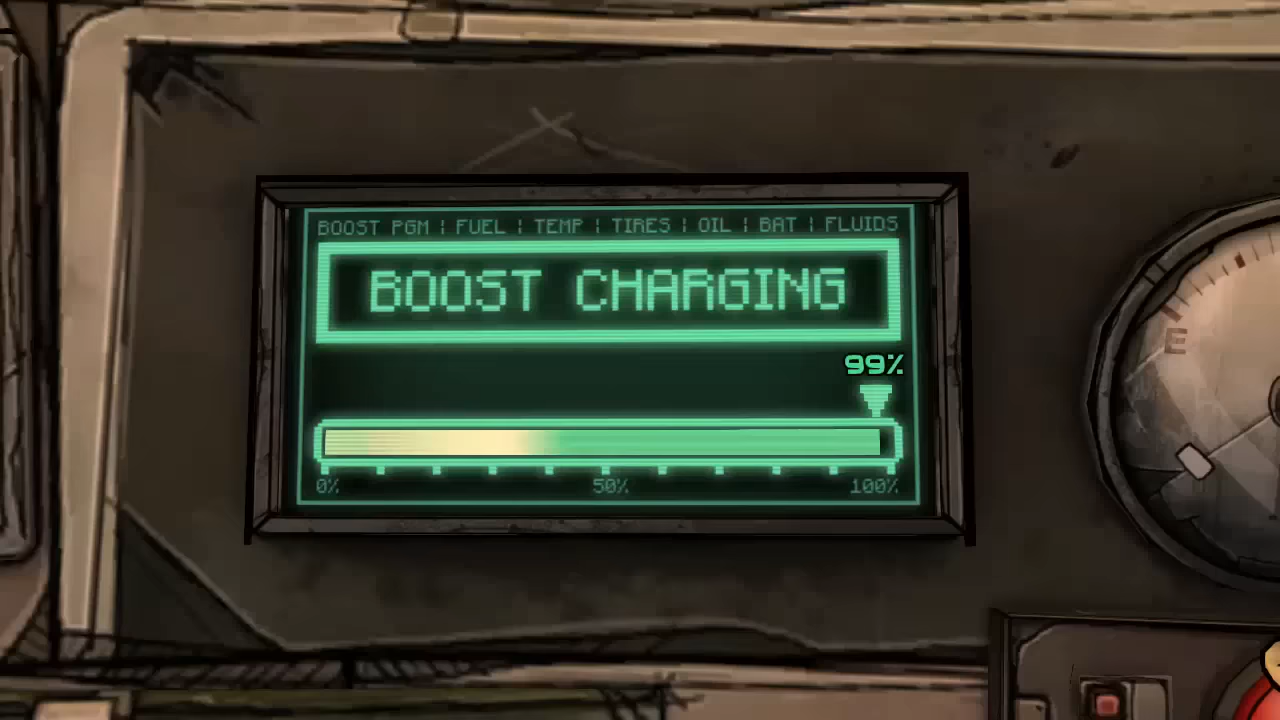 BOOST PGM ¦ FUEL ¦ TEMP ¦ TIRES ¦ OIL ¦ BAT ¦ FLUIDS
BOOST CHARGING
99%
0% 50% 100%
E